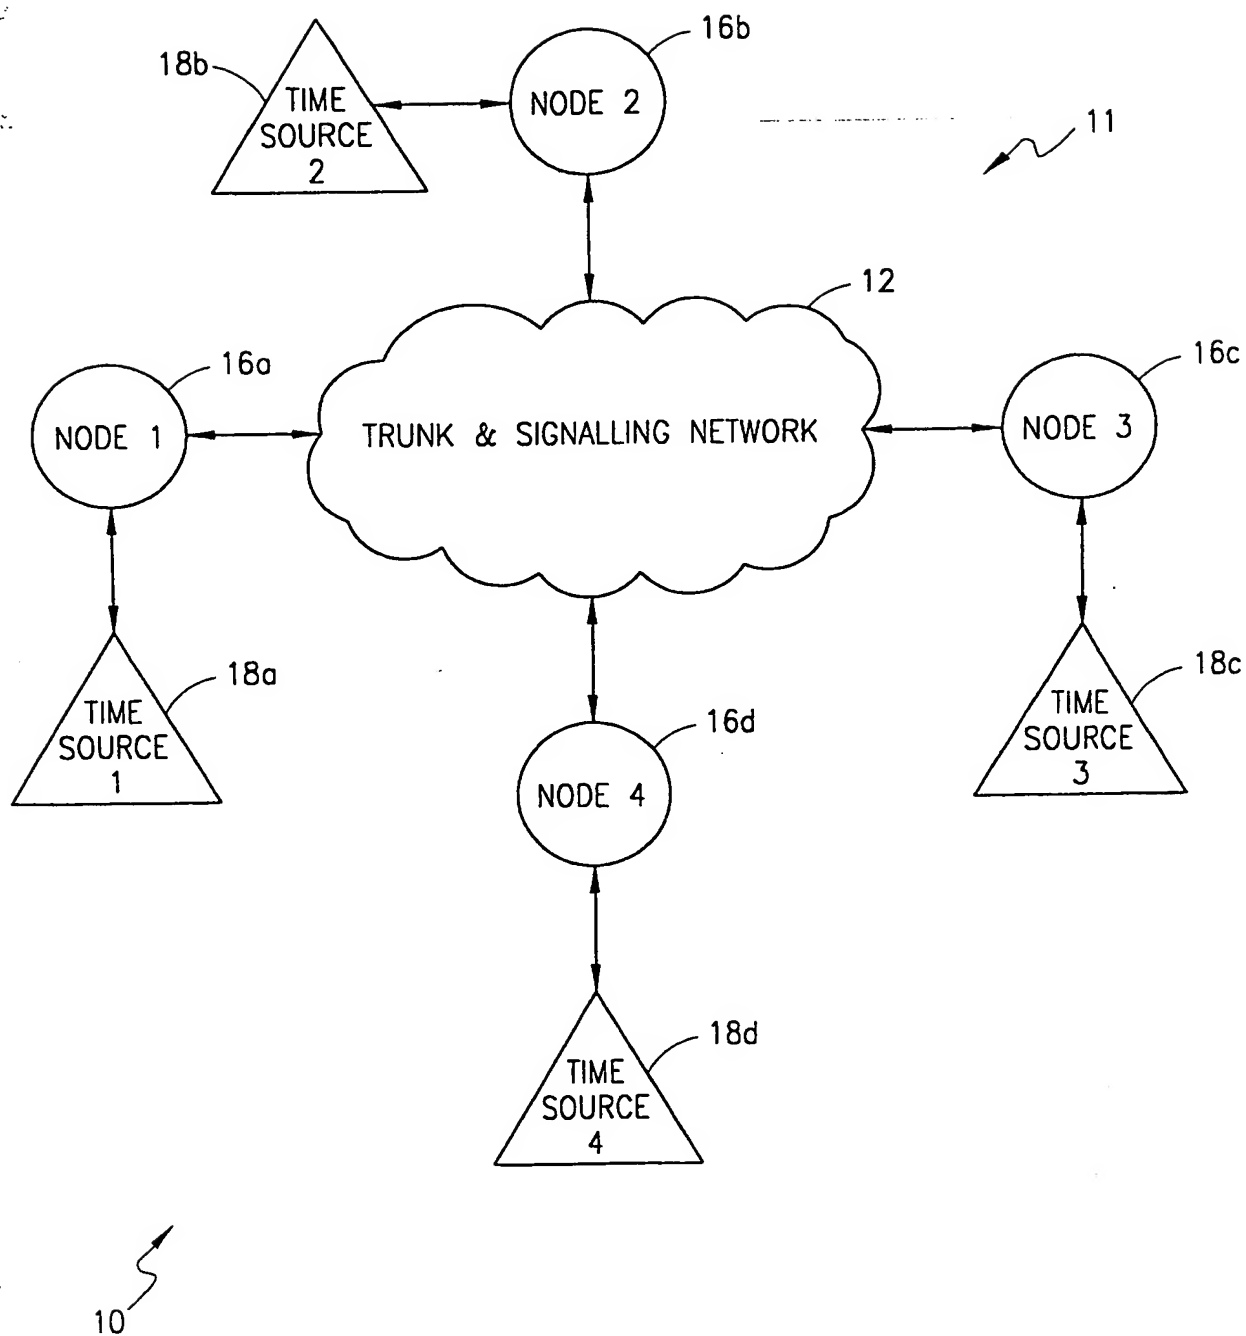 16b
18b
TIME
SOURCE
2
NODE 2
11
12
16a
16c
NODE 1
TRUNK & SIGNALLING NETWORK
NODE 3
18a
TIME
SOURCE
1
18c
TIME
SOURCE
3
16d
NODE 4
18d
TIME
SOURCE
4
10